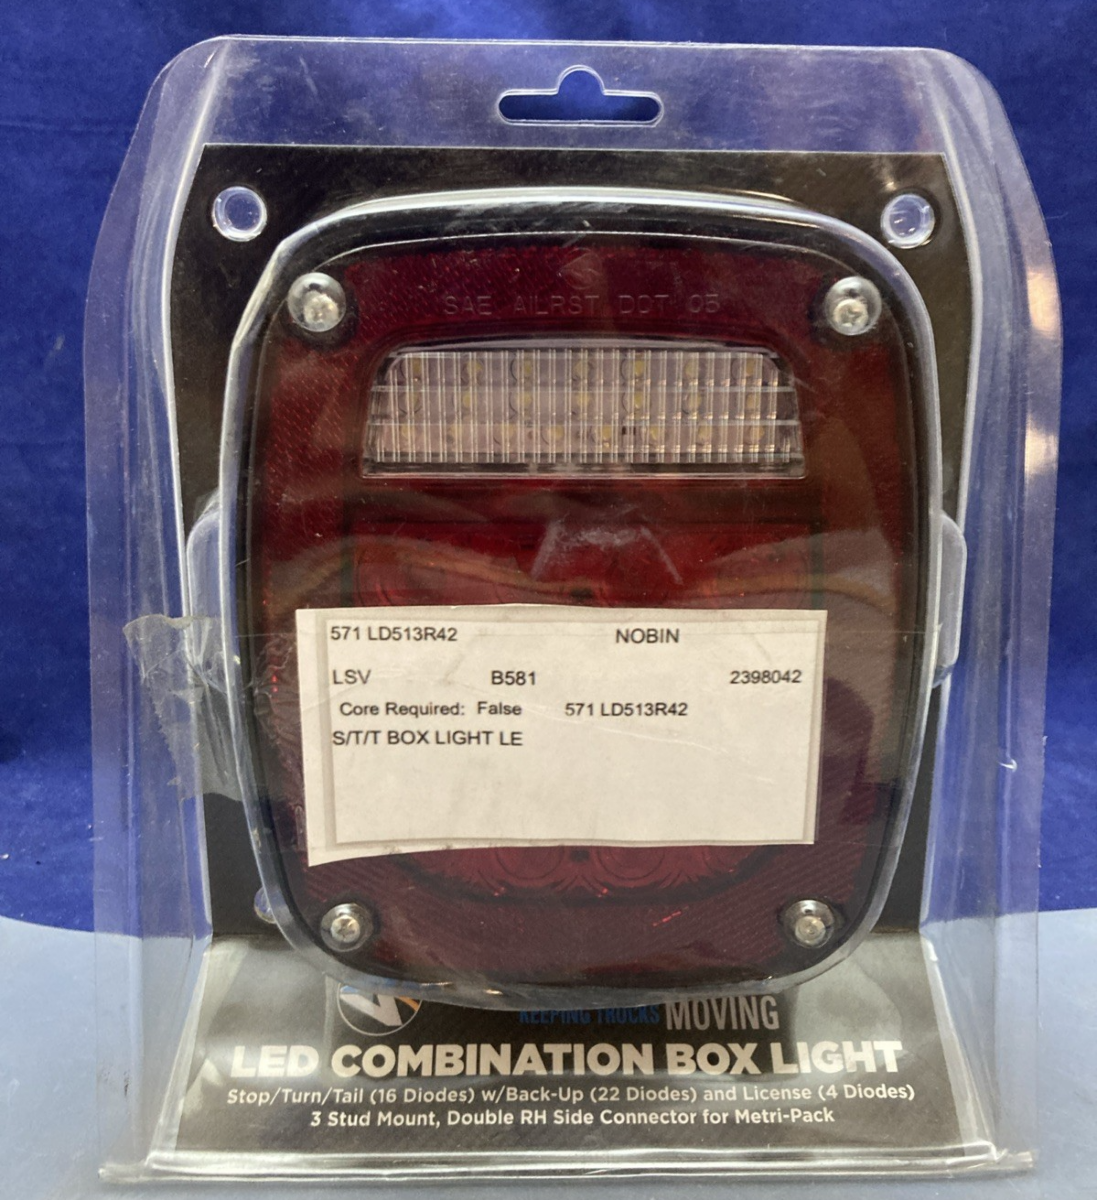 SAE AILRST DOT 05
571 LD513R42 NOBIN
LSV B581 2398042
Core Required: False 571 LD513R42
S/T/T BOX LIGHT LE
KEEPING TRUCKS MOVING
LED COMBINATION BOX LIGHT
Stop/Turn/Tail (16 Diodes) w/Back-Up (22 Diodes) and License (4 Diodes)
3 Stud Mount, Double RH Side Connector for Metri-Pack